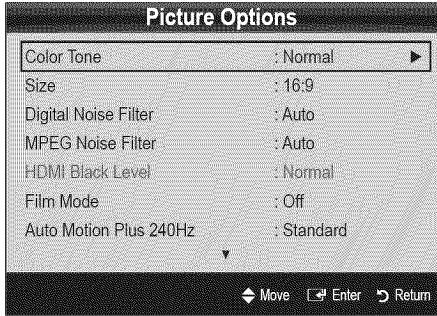 Picture Options
Color Tone : Normal ►
Size : 16:9
Digital Noise Filter : Auto
MPEG Noise Filter : Auto
HDMI Black Level : Normal
Film Mode : Off
Auto Motion Plus 240Hz : Standard
▼
Move Enter Return